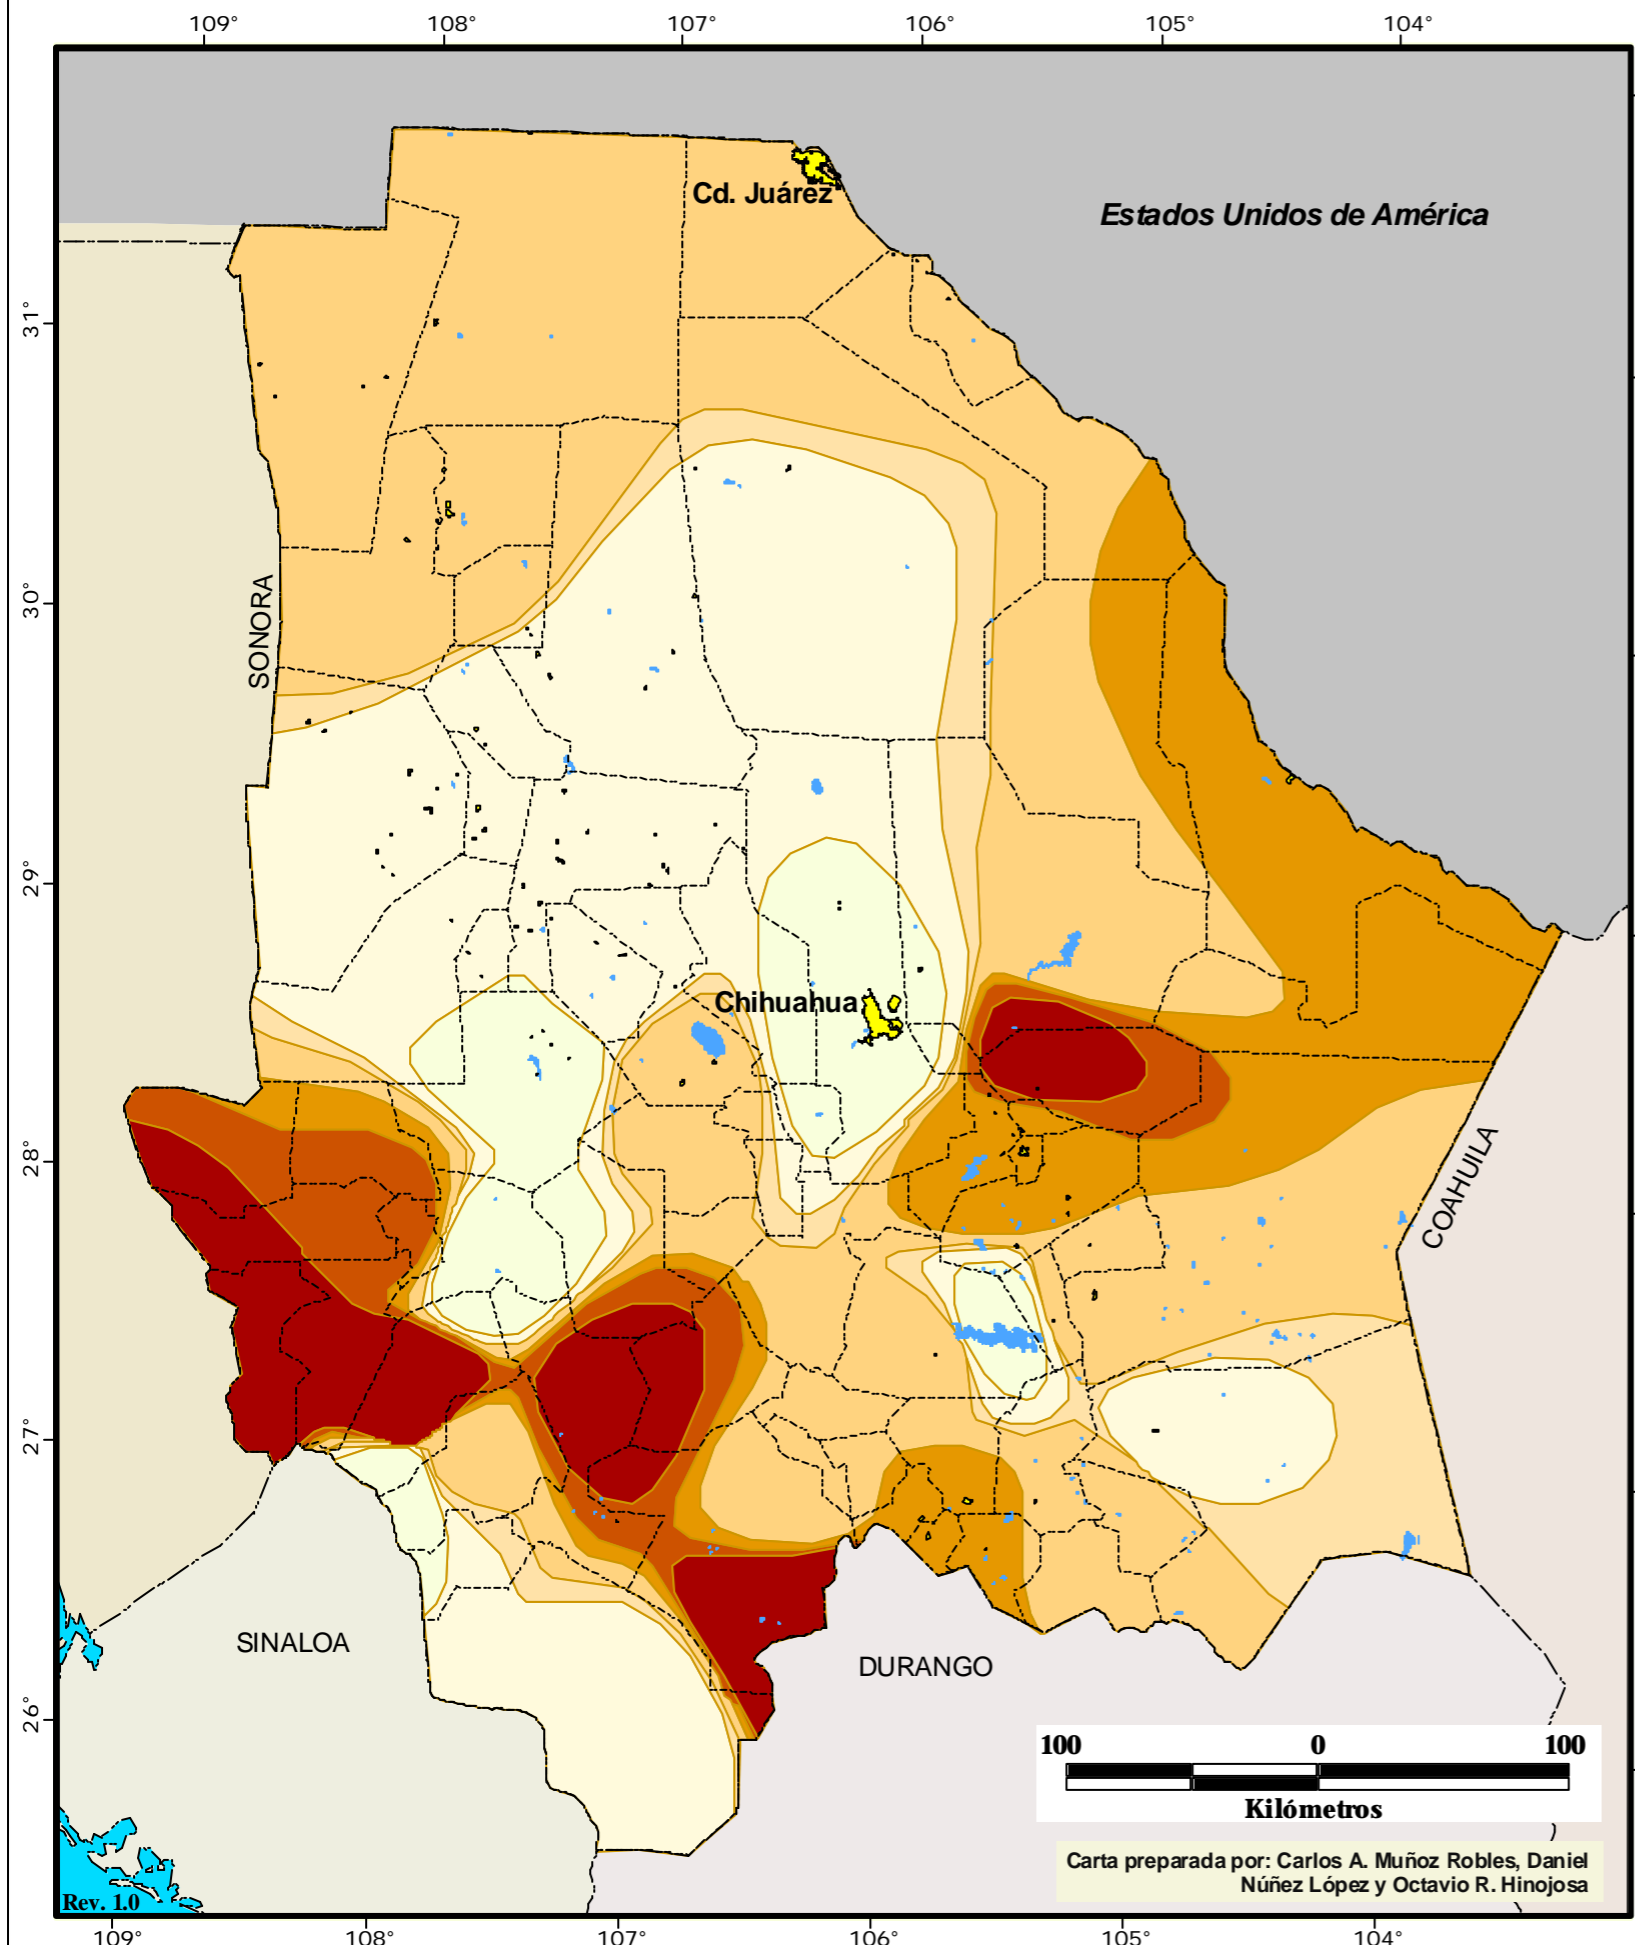 109° 108° 107° 106° 105° 104°
Cd. Juárez
Estados Unidos de América
31°
30°
SONORA
29°
Chihuahua
28°
COAHUILA
27°
SINALOA
DURANGO
26°
100 0 100
Kilómetros
Carta preparada por: Carlos A. Muñoz Robles, Daniel
Núñez López y Octavio R. Hinojosa
Rev. 1.0
109° 108° 107° 106° 105° 104°